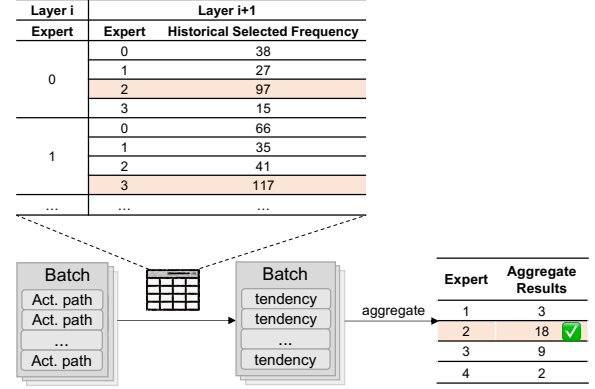 Layer i Layer i+1
Expert Expert Historical Selected Frequency
0 38
1 27
0
2 97
3 15
0 66
1 35
1
2 41
3 117
... ... ...
Batch
Act. path
Act. path
...
Act. path
Batch
tendency
tendency
...
tendency
aggregate
Expert Aggregate Results
1 3
2 18 ✅
3 9
4 2